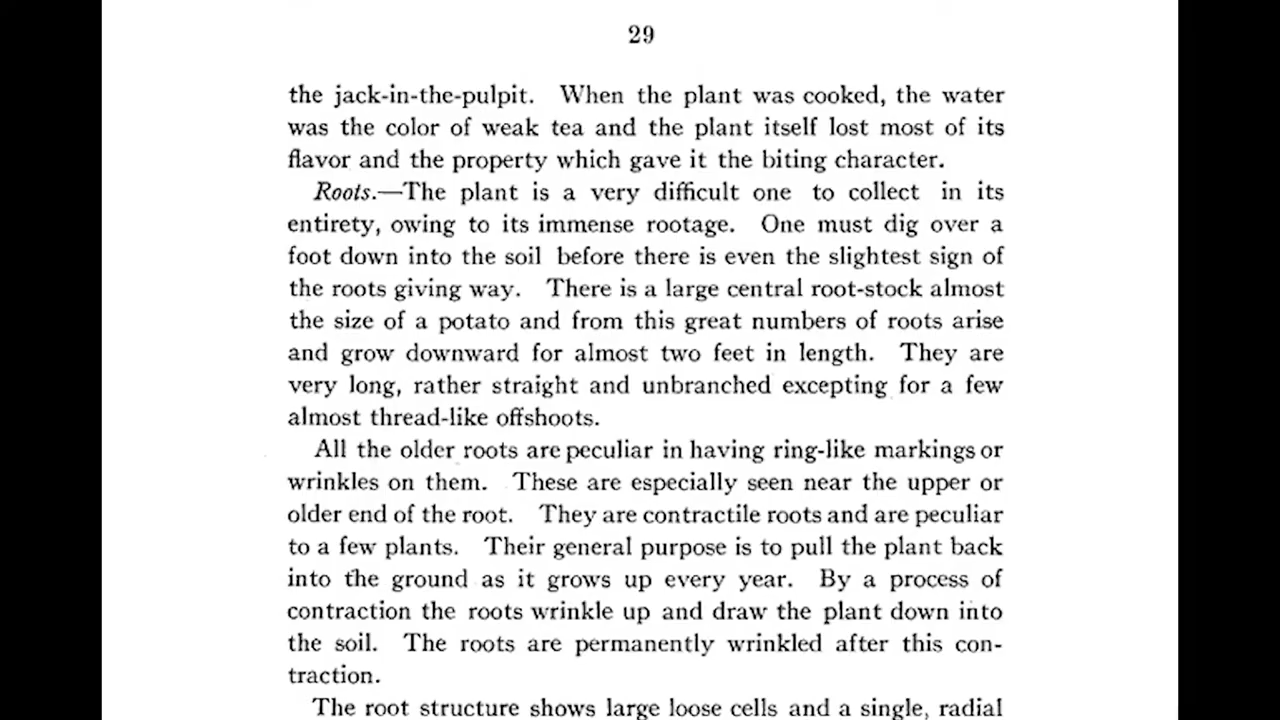 29
the jack-in-the-pulpit. When the plant was cooked, the water
was the color of weak tea and the plant itself lost most of its
flavor and the property which gave it the biting character.
Roots.—The plant is a very difficult one to collect in its
entirety, owing to its immense rootage. One must dig over a
foot down into the soil before there is even the slightest sign of
the roots giving way. There is a large central root-stock almost
the size of a potato and from this great numbers of roots arise
and grow downward for almost two feet in length. They are
very long, rather straight and unbranched excepting for a few
almost thread-like offshoots.
All the older roots are peculiar in having ring-like markings or
wrinkles on them. These are especially seen near the upper or
older end of the root. They are contractile roots and are peculiar
to a few plants. Their general purpose is to pull the plant back
into the ground as it grows up every year. By a process of
contraction the roots wrinkle up and draw the plant down into
the soil. The roots are permanently wrinkled after this con-
traction.
The root structure shows large loose cells and a single, radial